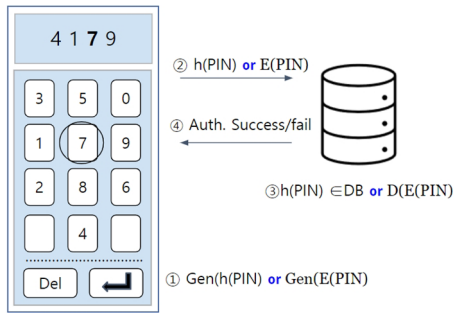 4 1 7 9
3 5 0
1 7 9
2 8 6
4
Del
② h(PIN) or E(PIN)
④ Auth. Success/fail
③h(PIN) ∈DB or D(E(PIN)
① Gen(h(PIN) or Gen(E(PIN)